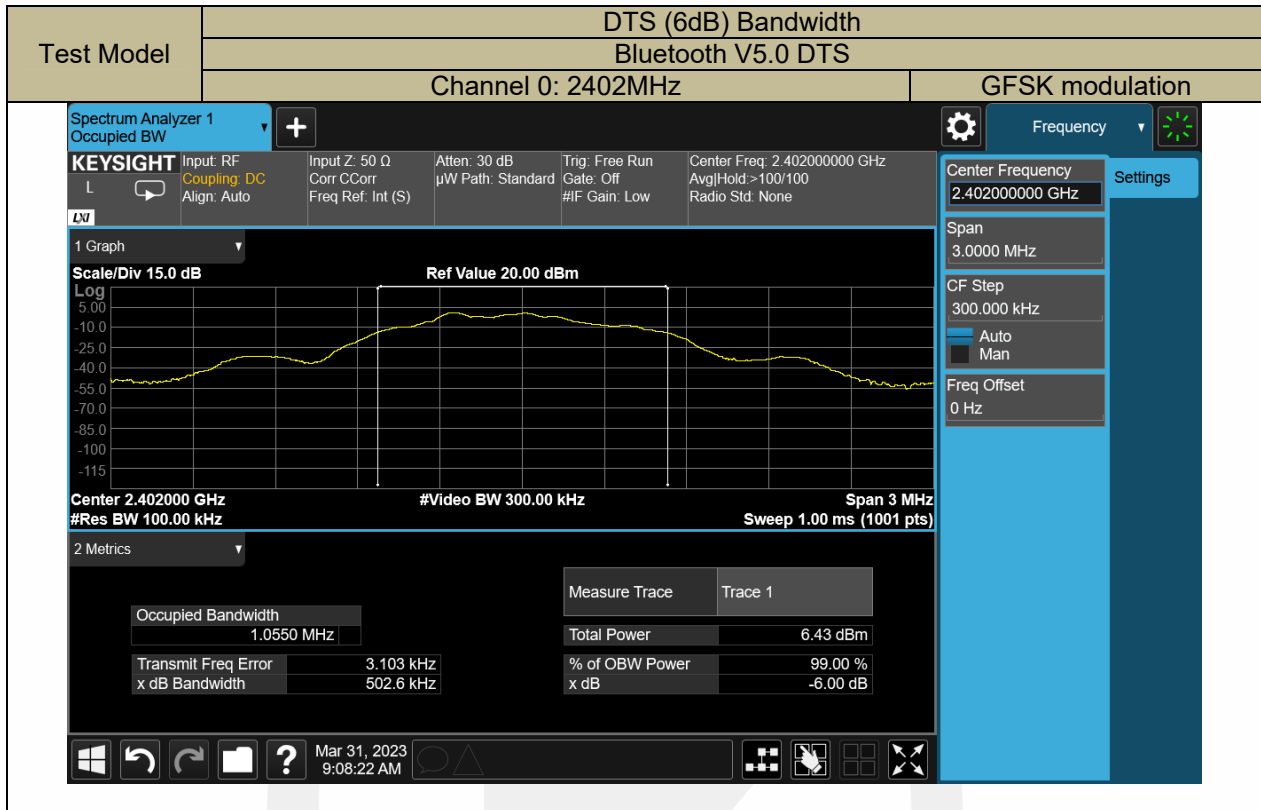 Test Model
DTS (6dB) Bandwidth
Bluetooth V5.0 DTS
Channel 0: 2402MHz
GFSK modulation
Spectrum Analyzer 1
Occupied BW
Frequency
KEYSIGHT
L
LXI
Input: RF
Coupling: DC
Align: Auto
Input Z: 50 Ω
Corr CCorr
Freq Ref: Int (S)
Atten: 30 dB
µW Path: Standard
Trig: Free Run
Gate: Off
#IF Gain: Low
Center Freq: 2.402000000 GHz
Avg|Hold:>100/100
Radio Std: None
Center Frequency
2.402000000 GHz
Settings
Span
3.0000 MHz
CF Step
300.000 kHz
Auto
Man
Freq Offset
0 Hz
1 Graph
Scale/Div 15.0 dB
Ref Value 20.00 dBm
Log
5.00
-10.0
-25.0
-40.0
-55.0
-70.0
-85.0
-100
-115
Center 2.402000 GHz
#Video BW 300.00 kHz
Span 3 MHz
#Res BW 100.00 kHz
Sweep 1.00 ms (1001 pts)
2 Metrics
Measure Trace
Trace 1
Occupied Bandwidth
1.0550 MHz
Total Power
6.43 dBm
Transmit Freq Error
3.103 kHz
% of OBW Power
99.00 %
x dB Bandwidth
502.6 kHz
x dB
-6.00 dB
?
Mar 31, 2023
9:08:22 AM